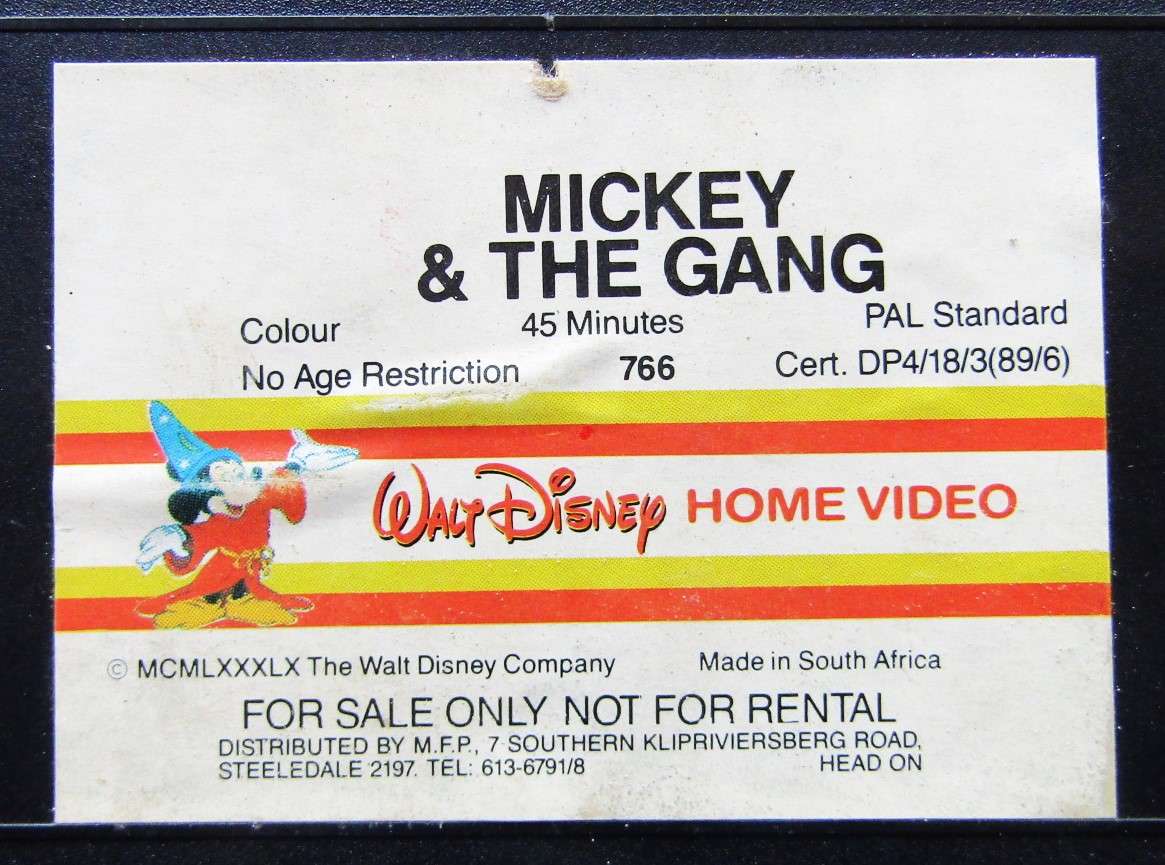 MICKEY
& THE GANG
Colour 45 Minutes PAL Standard
No Age Restriction 766 Cert. DP4/18/3(89/6)
WALT DISNEY HOME VIDEO
© MCMLXXXLX The Walt Disney Company Made in South Africa
FOR SALE ONLY NOT FOR RENTAL
DISTRIBUTED BY M.F.P., 7 SOUTHERN KLIPRIVIERSBERG ROAD,
STEELEDALE 2197. TEL: 613-6791/8 HEAD ON